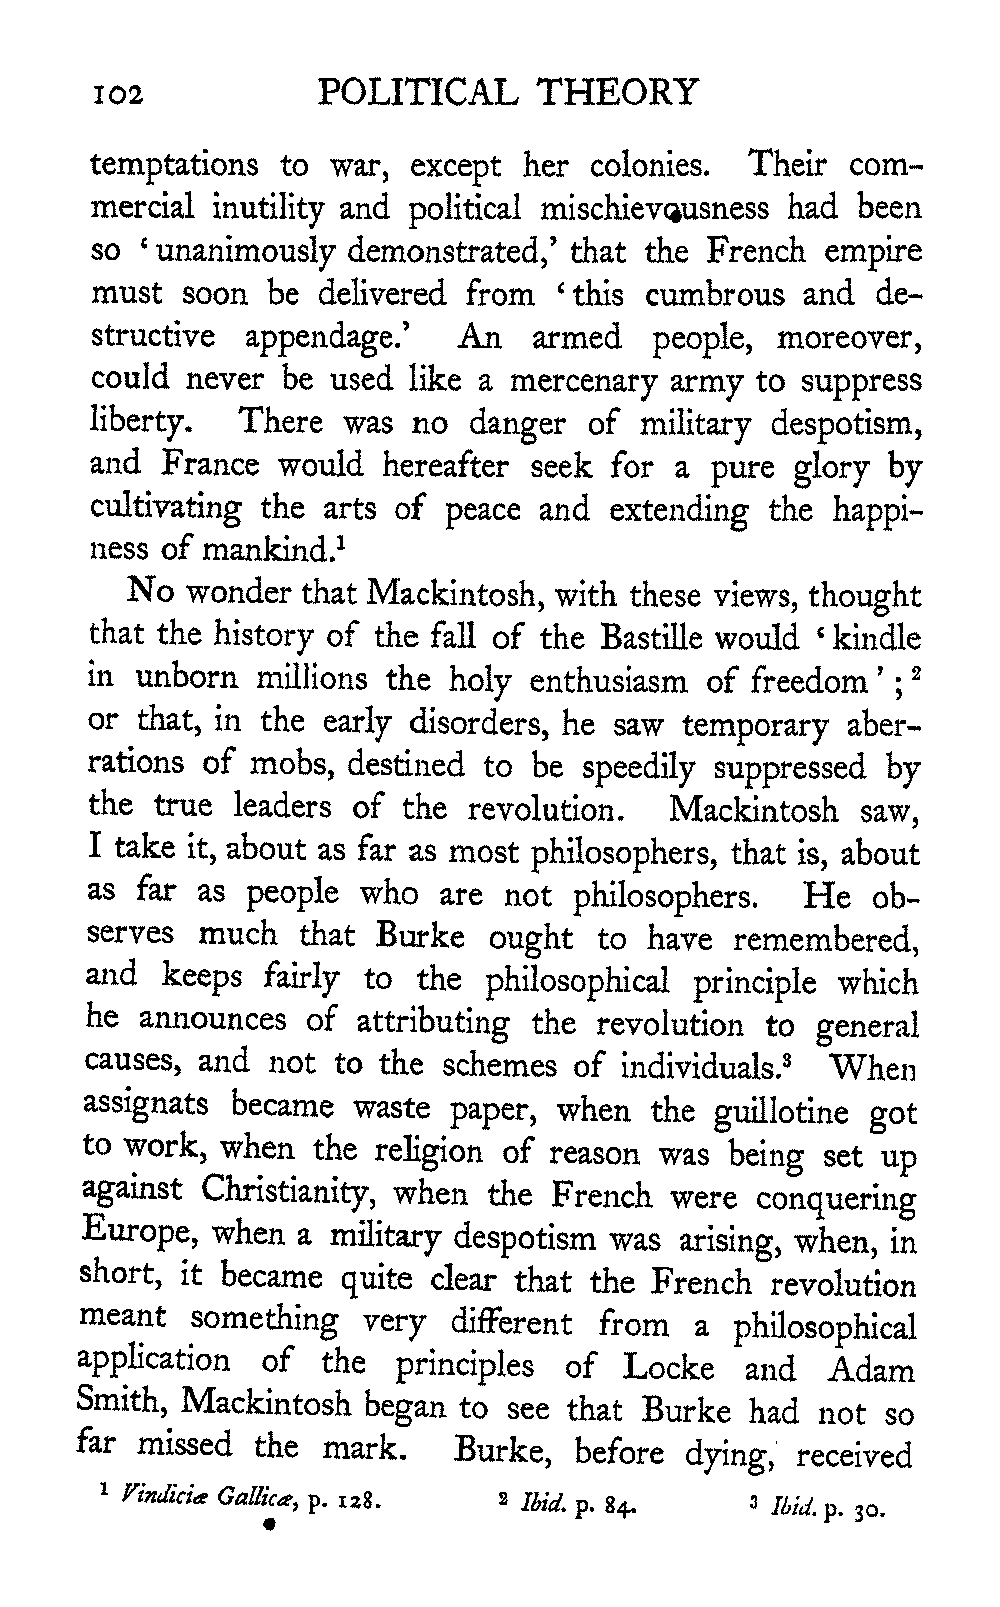 102 POLITICAL THEORY
temptations to war, except her colonies. Their com-
mercial inutility and political mischievousness had been
so ‘unanimously demonstrated,’ that the French empire
must soon be delivered from ‘this cumbrous and de-
structive appendage.’ An armed people, moreover,
could never be used like a mercenary army to suppress
liberty. There was no danger of military despotism,
and France would hereafter seek for a pure glory by
cultivating the arts of peace and extending the happi-
ness of mankind.¹
No wonder that Mackintosh, with these views, thought
that the history of the fall of the Bastille would ‘kindle
in unborn millions the holy enthusiasm of freedom’;²
or that, in the early disorders, he saw temporary aber-
rations of mobs, destined to be speedily suppressed by
the true leaders of the revolution. Mackintosh saw,
I take it, about as far as most philosophers, that is, about
as far as people who are not philosophers. He ob-
serves much that Burke ought to have remembered,
and keeps fairly to the philosophical principle which
he announces of attributing the revolution to general
causes, and not to the schemes of individuals.³ When
assignats became waste paper, when the guillotine got
to work, when the religion of reason was being set up
against Christianity, when the French were conquering
Europe, when a military despotism was arising, when, in
short, it became quite clear that the French revolution
meant something very different from a philosophical
application of the principles of Locke and Adam
Smith, Mackintosh began to see that Burke had not so
far missed the mark. Burke, before dying, received
¹ Vindiciæ Gallicæ, p. 128. ² Ibid. p. 84. ³ Ibid. p. 30.